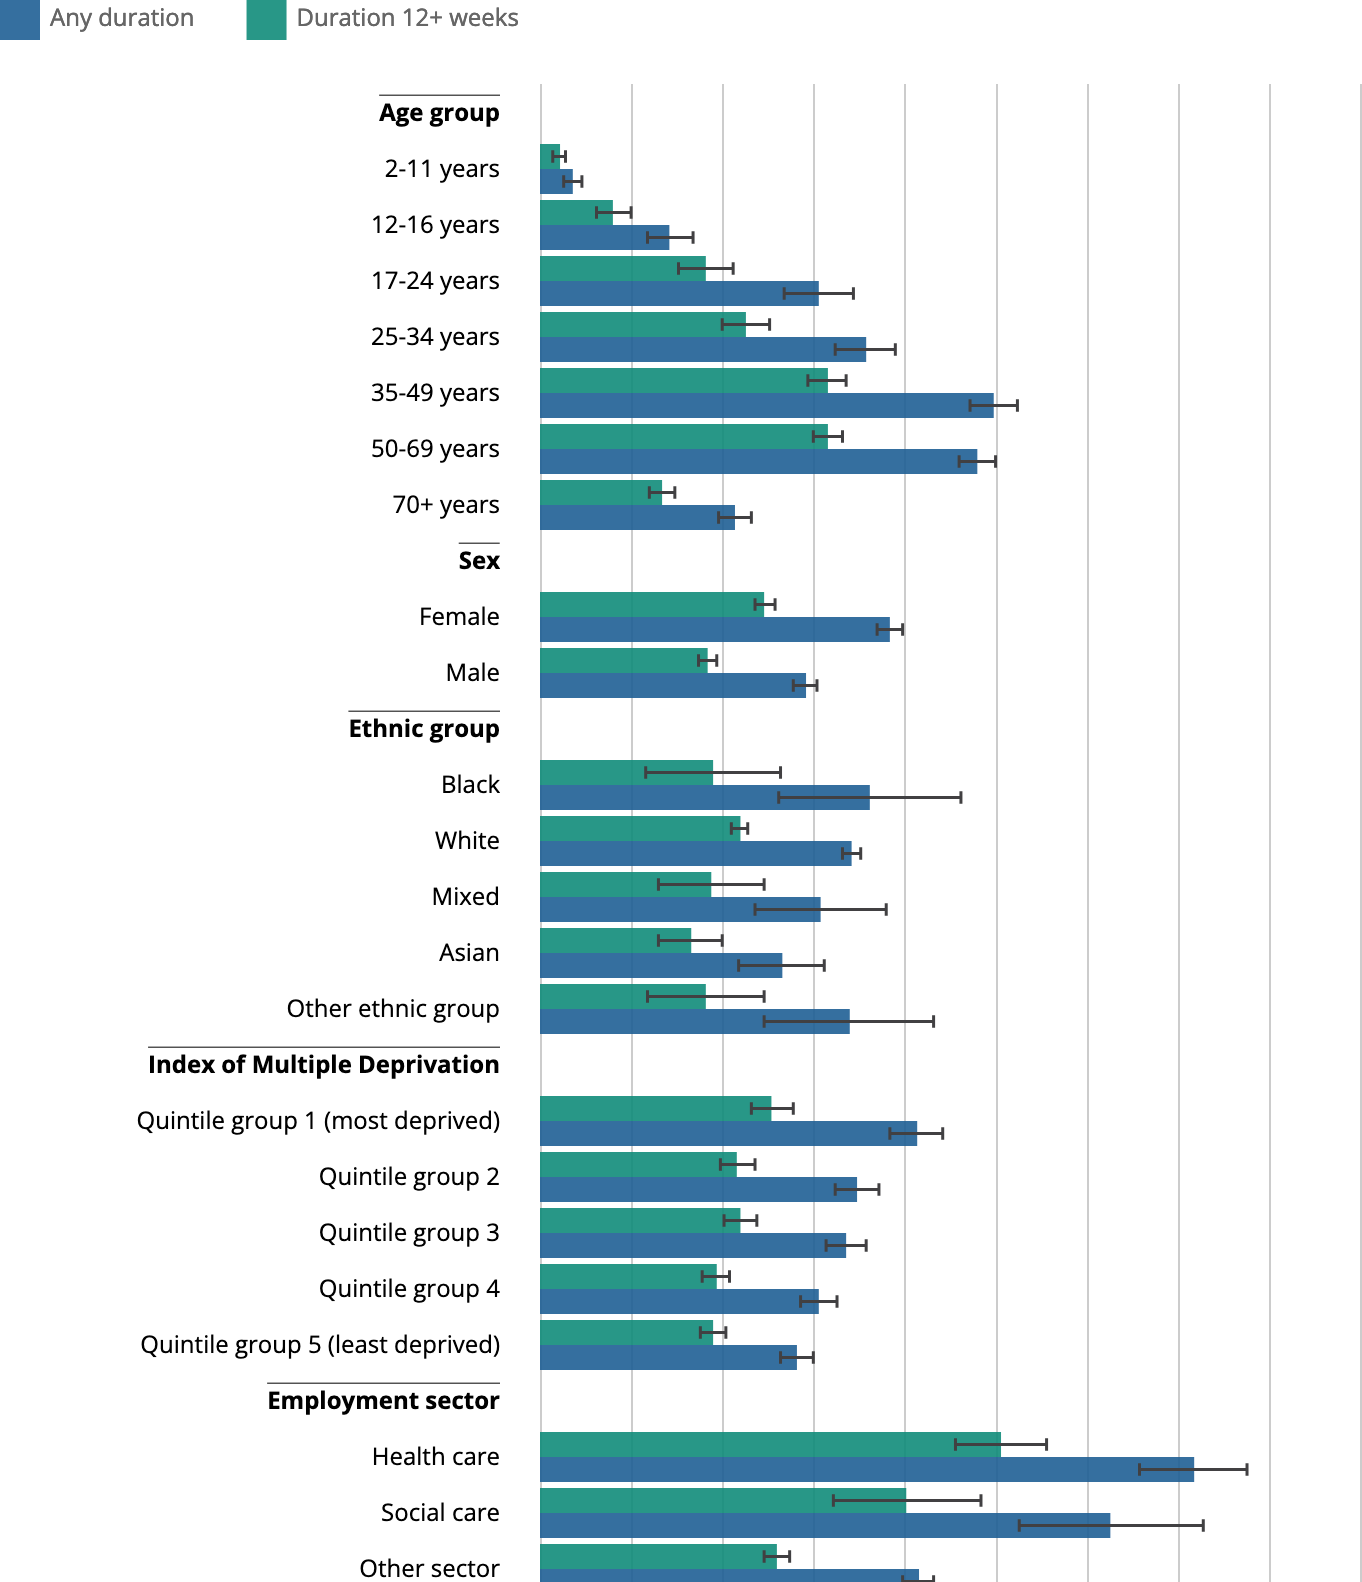 Any duration
Duration 12+ weeks
Age group
2-11 years
12-16 years
17-24 years
25-34 years
35-49 years
50-69 years
70+ years
Sex
Female
Male
Ethnic group
Black
White
Mixed
Asian
Other ethnic group
Index of Multiple Deprivation
Quintile group 1 (most deprived)
Quintile group 2
Quintile group 3
Quintile group 4
Quintile group 5 (least deprived)
Employment sector
Health care
Social care
Other sector